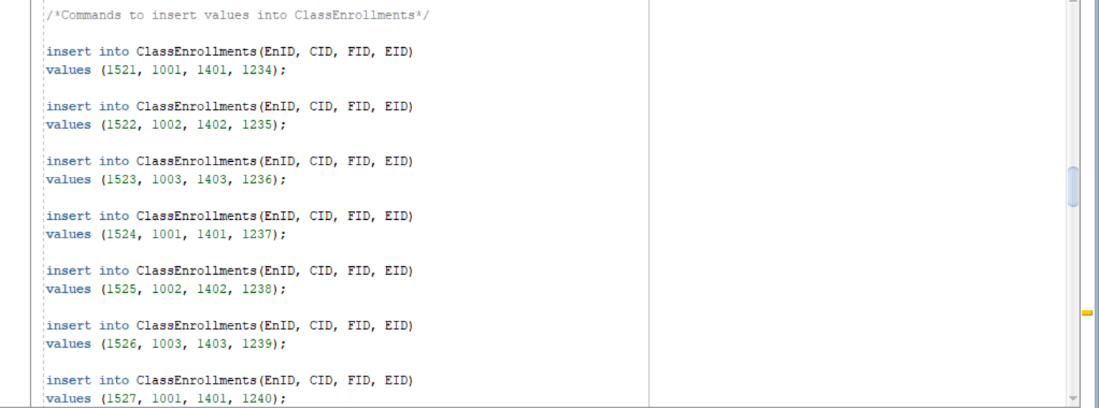 /*Commands to insert values into ClassEnrollments*/
insert into ClassEnrollments(EnID, CID, FID, EID)
values (1521, 1001, 1401, 1234);
insert into ClassEnrollments(EnID, CID, FID, EID)
values (1522, 1002, 1402, 1235);
insert into ClassEnrollments(EnID, CID, FID, EID)
values (1523, 1003, 1403, 1236);
insert into ClassEnrollments(EnID, CID, FID, EID)
values (1524, 1001, 1401, 1237);
insert into ClassEnrollments(EnID, CID, FID, EID)
values (1525, 1002, 1402, 1238);
insert into ClassEnrollments(EnID, CID, FID, EID)
values (1526, 1003, 1403, 1239);
insert into ClassEnrollments(EnID, CID, FID, EID)
values (1527, 1001, 1401, 1240);